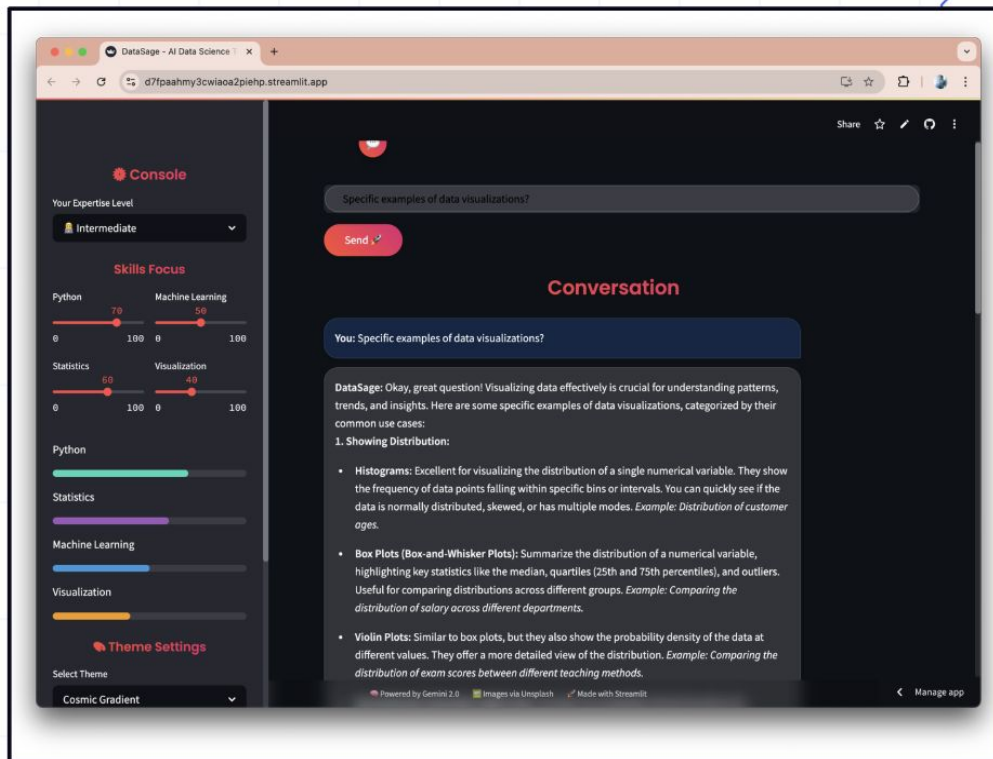 DataSage - AI Data Science T
d7fpaahmy3cwiaoa2piehp.streamlit.app
Share
Console
Your Expertise Level
Intermediate
Skills Focus
Python
Machine Learning
70
50
0 100
0 100
Statistics
Visualization
60
40
0 100
0 100
Python
Statistics
Machine Learning
Visualization
Theme Settings
Select Theme
Cosmic Gradient
Specific examples of data visualizations?
Send
Conversation
You: Specific examples of data visualizations?
DataSage: Okay, great question! Visualizing data effectively is crucial for understanding patterns,
trends, and insights. Here are some specific examples of data visualizations, categorized by their
common use cases:
1. Showing Distribution:
• Histograms: Excellent for visualizing the distribution of a single numerical variable. They show
the frequency of data points falling within specific bins or intervals. You can quickly see if the
data is normally distributed, skewed, or has multiple modes. Example: Distribution of customer
ages.
• Box Plots (Box-and-Whisker Plots): Summarize the distribution of a numerical variable,
highlighting key statistics like the median, quartiles (25th and 75th percentiles), and outliers.
Useful for comparing distributions across different groups. Example: Comparing the
distribution of salary across different departments.
• Violin Plots: Similar to box plots, but they also show the probability density of the data at
different values. They offer a more detailed view of the distribution. Example: Comparing the
distribution of exam scores between different teaching methods.
Powered by Gemini 2.0 Images via Unsplash Made with Streamlit
Manage app